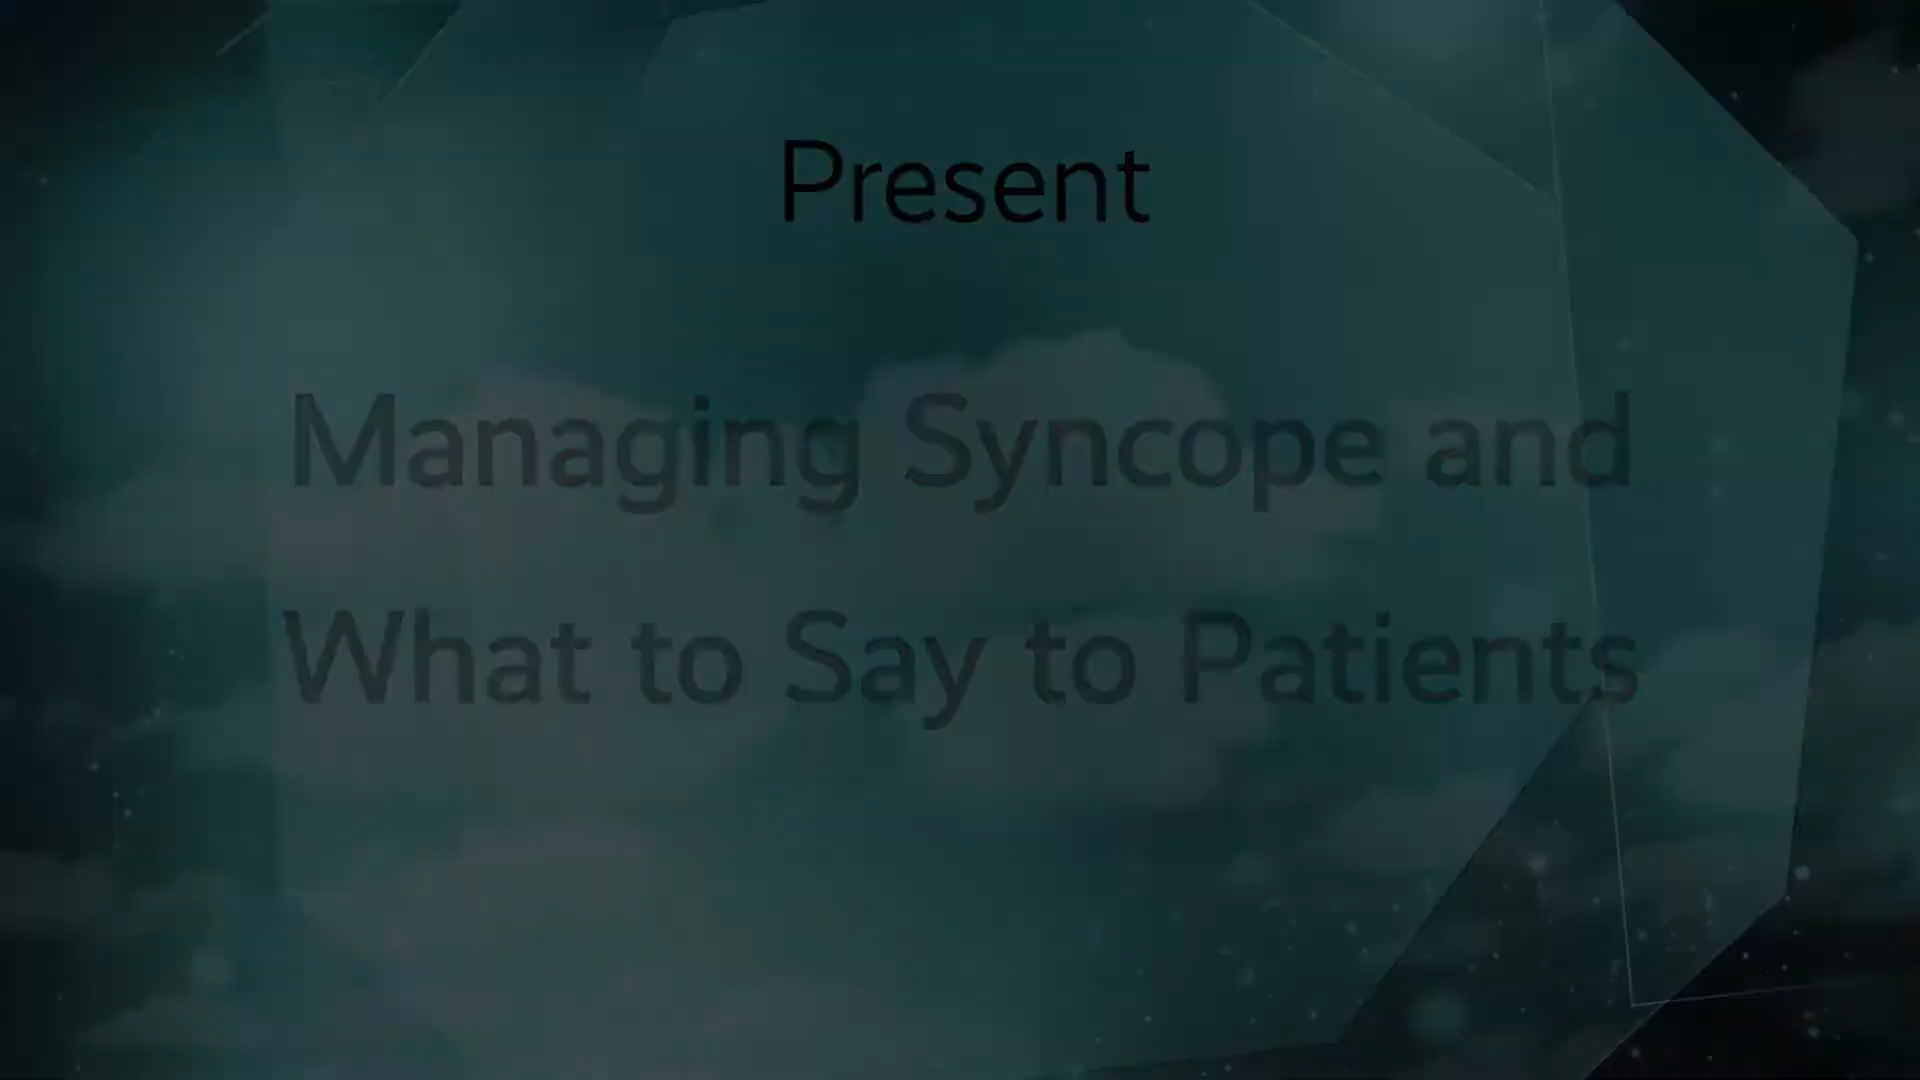 Present
Managing Syncope and
What to Say to Patients